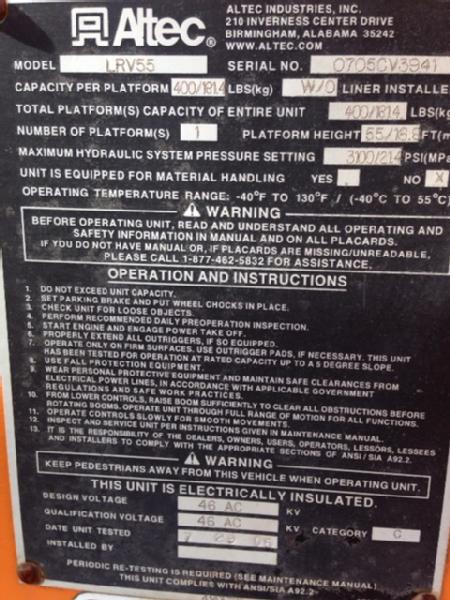 Altec®
ALTEC INDUSTRIES, INC.
210 INVERNESS CENTER DRIVE
BIRMINGHAM, ALABAMA 35242
WWW.ALTEC.COM
MODEL LRV55 SERIAL NO. 0705CV3941
CAPACITY PER PLATFORM 400/181.4 LBS(kg) W/O LINER INSTALLE
TOTAL PLATFORM(S) CAPACITY OF ENTIRE UNIT 400/181.4 LBS(k
NUMBER OF PLATFORM(S) 1 PLATFORM HEIGHT 55/16.8 FT(m
MAXIMUM HYDRAULIC SYSTEM PRESSURE SETTING 3100/21.4 PSI(MPa
UNIT IS EQUIPPED FOR MATERIAL HANDLING YES NO X
OPERATING TEMPERATURE RANGE: -40°F TO 130°F / (-40°C TO 55°C)
WARNING
BEFORE OPERATING UNIT, READ AND UNDERSTAND ALL OPERATING AND
SAFETY INFORMATION IN MANUAL AND ON ALL PLACARDS.
IF YOU DO NOT HAVE MANUAL OR, IF PLACARDS ARE MISSING/UNREADABLE,
PLEASE CALL 1-877-462-5832 FOR ASSISTANCE.
OPERATION AND INSTRUCTIONS
1. DO NOT EXCEED UNIT CAPACITY.
2. SET PARKING BRAKE AND PUT WHEEL CHOCKS IN PLACE.
3. CHECK UNIT FOR LOOSE OBJECTS.
4. PERFORM RECOMMENDED DAILY PREOPERATION INSPECTION.
5. START ENGINE AND ENGAGE POWER TAKE OFF.
6. PROPERLY EXTEND ALL OUTRIGGERS, IF SO EQUIPPED.
7. OPERATE ONLY ON FIRM SURFACES. USE OUTRIGGER PADS, IF NECESSARY. THIS UNIT
HAS BEEN TESTED FOR OPERATION AT RATED CAPACITY UP TO A 5 DEGREE SLOPE.
8. USE FALL PROTECTION EQUIPMENT.
9. WEAR PERSONAL PROTECTIVE EQUIPMENT AND MAINTAIN SAFE CLEARANCES FROM
ELECTRICAL POWER LINES, IN ACCORDANCE WITH APPLICABLE GOVERNMENT
REGULATIONS AND SAFE WORK PRACTICES.
10. FROM LOWER CONTROLS, RAISE BOOM SUFFICIENTLY TO CLEAR ALL OBSTRUCTIONS BEFORE
ROTATING BOOMS. OPERATE UNIT THROUGH FULL RANGE OF MOTION FOR ALL FUNCTIONS.
11. OPERATE CONTROLS SLOWLY FOR SMOOTH MOVEMENTS.
12. INSPECT AND SERVICE UNIT PER INSTRUCTIONS GIVEN IN MAINTENANCE MANUAL.
13. IT IS THE RESPONSIBILITY OF THE DEALERS, OWNERS, USERS, OPERATORS, LESSORS, LESSEES
AND INSTALLERS TO COMPLY WITH THE APPROPRIATE SECTIONS OF ANSI/SIA A92.2.
WARNING
KEEP PEDESTRIANS AWAY FROM THIS VEHICLE WHEN OPERATING UNIT.
THIS UNIT IS ELECTRICALLY INSULATED.
DESIGN VOLTAGE 46 AC KV
QUALIFICATION VOLTAGE 46 AC KV CATEGORY C
DATE UNIT TESTED 7
INSTALLED BY
PERIODIC RE-TESTING IS REQUIRED (SEE MAINTENANCE MANUAL)
THIS UNIT COMPLIES WITH ANSI/SIA A92.2.